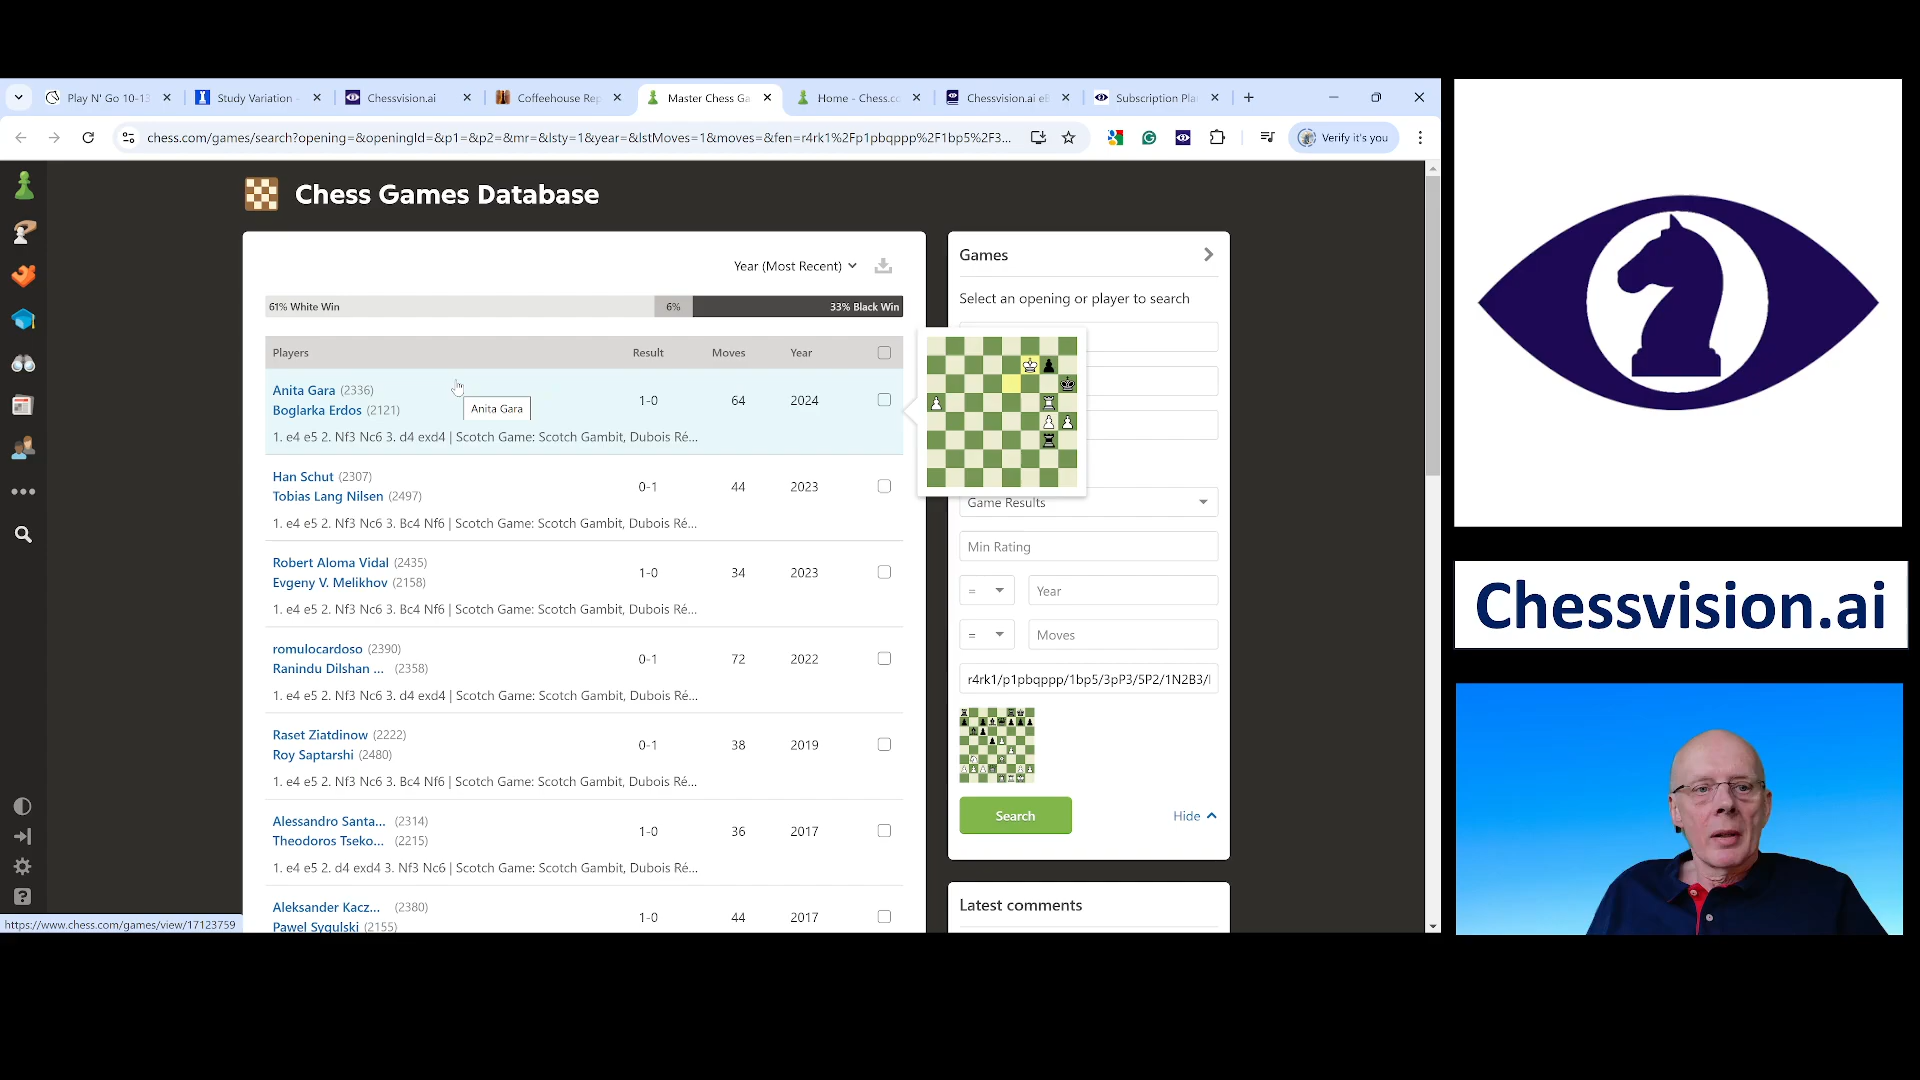 Play N' Go 10-13
Study Variation -
Chessvision.ai
Coffeehouse Rep
Master Chess Ga
Home - Chess.co
Chessvision.ai eB
Subscription Pla
chess.com/games/search?opening=&openingId=&p1=&p2=&mr=&lsty=1&year=&lstMoves=1&moves=&fen=r4rk1%2Fp1pbqppp%2F1bp5%2F3...
Verify it's you
Chess Games Database
Year (Most Recent)
61% White Win
6%
33% Black Win
Players Result Moves Year
Anita Gara (2336)
Boglarka Erdos (2121)
1-0 64 2024
Anita Gara
1. e4 e5 2. Nf3 Nc6 3. d4 exd4 | Scotch Game: Scotch Gambit, Dubois Ré...
Han Schut (2307)
Tobias Lang Nilsen (2497)
0-1 44 2023
1. e4 e5 2. Nf3 Nc6 3. Bc4 Nf6 | Scotch Game: Scotch Gambit, Dubois Ré...
Robert Aloma Vidal (2435)
Evgeny V. Melikhov (2158)
1-0 34 2023
1. e4 e5 2. Nf3 Nc6 3. Bc4 Nf6 | Scotch Game: Scotch Gambit, Dubois Ré...
romulocardoso (2390)
Ranindu Dilshan ... (2358)
0-1 72 2022
1. e4 e5 2. Nf3 Nc6 3. d4 exd4 | Scotch Game: Scotch Gambit, Dubois Ré...
Raset Ziatdinow (2222)
Roy Saptarshi (2480)
0-1 38 2019
1. e4 e5 2. Nf3 Nc6 3. Bc4 Nf6 | Scotch Game: Scotch Gambit, Dubois Ré...
Alessandro Santa... (2314)
Theodoros Tseko... (2215)
1-0 36 2017
1. e4 e5 2. d4 exd4 3. Nf3 Nc6 | Scotch Game: Scotch Gambit, Dubois Ré...
Aleksander Kacz... (2380)
Pawel Sygulski (2155)
1-0 44 2017
https://www.chess.com/games/view/17123759
Games
Select an opening or player to search
Game Results
Min Rating
= Year
= Moves
r4rk1/p1pbqppp/1bp5/3pP3/5P2/1N2B3/
Search
Hide
Latest comments
Chessvision.ai